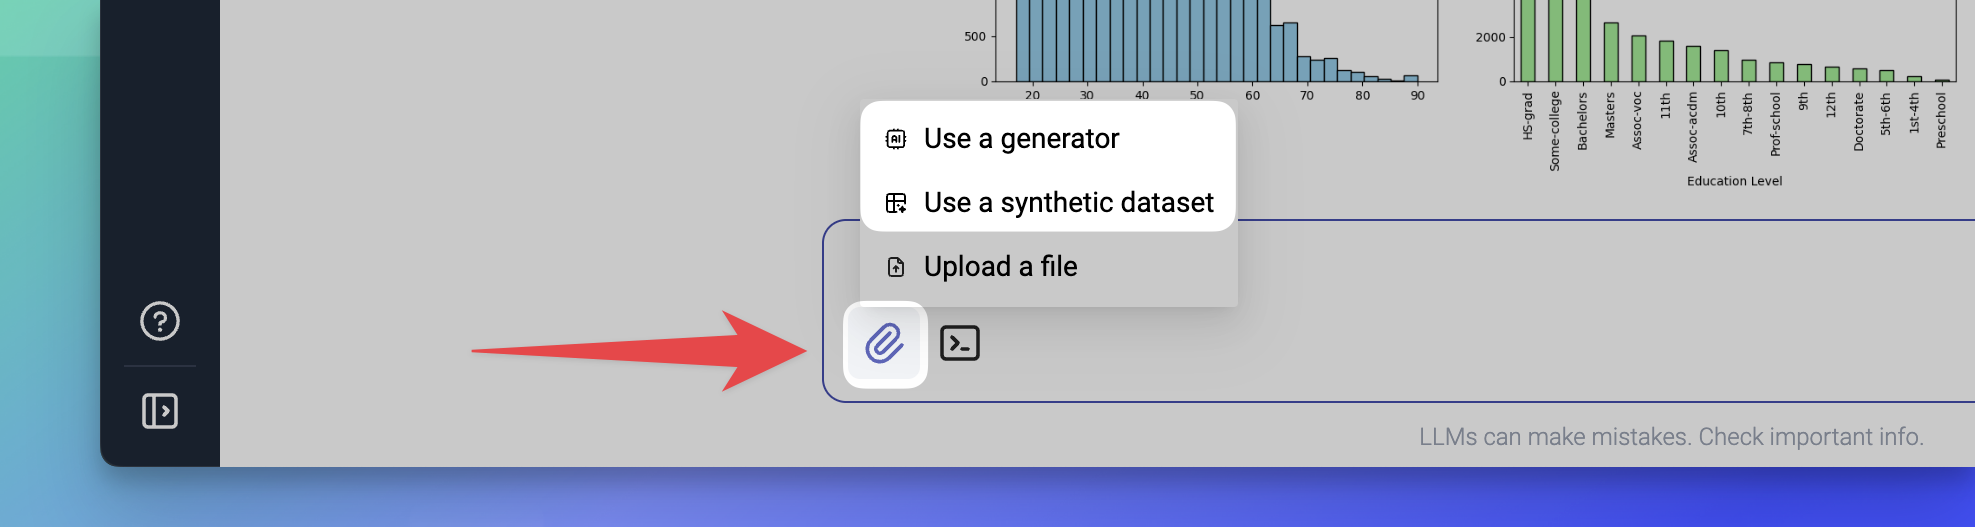 500
0
20 30 40 50 60 70 80 90
2000
0
HS-grad
Some-college
Bachelors
Masters
Assoc-voc
11th
Assoc-acdm
10th
7th-8th
Prof-school
9th
12th
Doctorate
5th-6th
1st-4th
Preschool
Education Level
AI
Use a generator
Use a synthetic dataset
Upload a file
LLMs can make mistakes. Check important info.